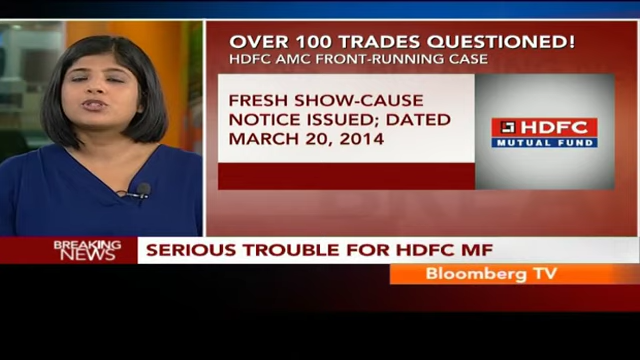 OVER 100 TRADES QUESTIONED!
HDFC AMC FRONT-RUNNING CASE
FRESH SHOW-CAUSE
NOTICE ISSUED; DATED
MARCH 20, 2014
HDFC
MUTUAL FUND
BREAKING
NEWS
SERIOUS TROUBLE FOR HDFC MF
Bloomberg TV